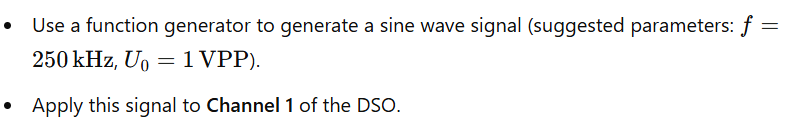 • Use a function generator to generate a sine wave signal (suggested parameters: f =
250 kHz, U₀ = 1 VPP).
• Apply this signal to Channel 1 of the DSO.